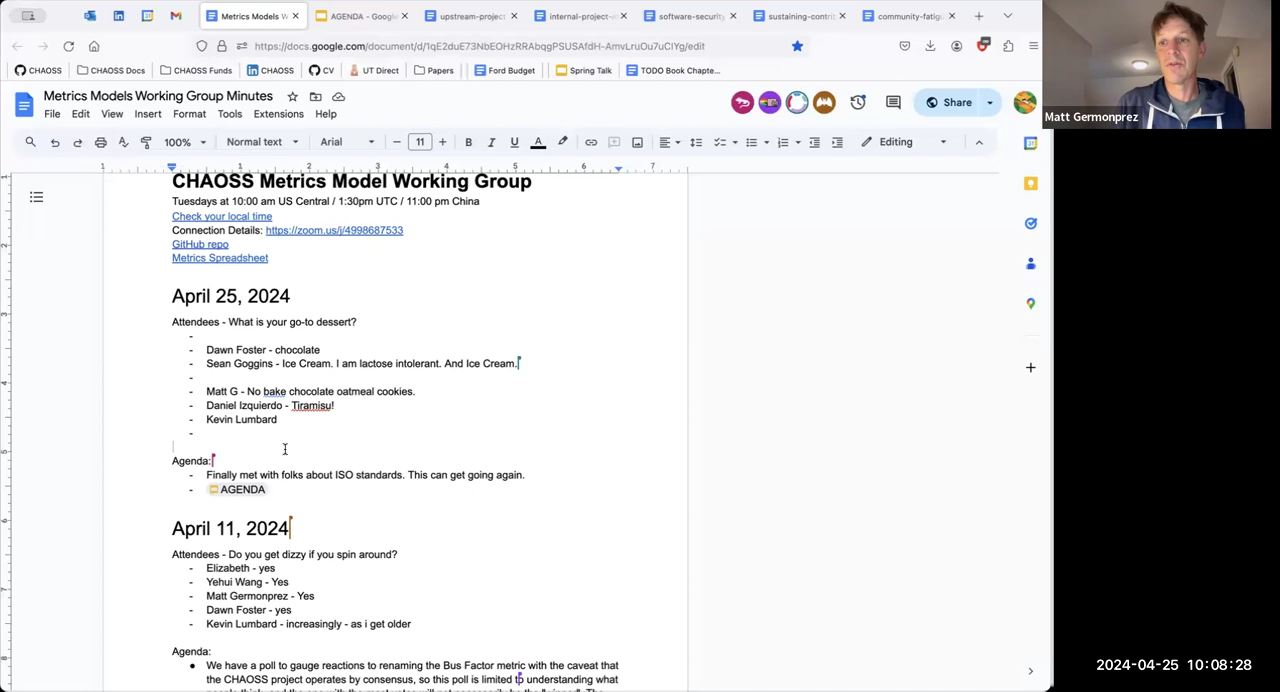 Metrics Models W
AGENDA - Google
upstream-project
internal-project-
software-security
sustaining-contri
community-fatigu
https://docs.google.com/document/d/1qE2duE73NbEOHzRRAbqgPSUSAfdH-AmvLruOu7uCIYg/edit
CHAOSS
CHAOSS Docs
CHAOSS Funds
CHAOSS
CV
UT Direct
Papers
Ford Budget
Spring Talk
TODO Book Chapte...
Metrics Models Working Group Minutes
File Edit View Insert Format Tools Extensions Help
Share
100% Normal text Arial 11 Editing
1 1 2 3 4 5 6 7
CHAOSS Metrics Model Working Group
Tuesdays at 10:00 am US Central / 1:30pm UTC / 11:00 pm China
Check your local time
Connection Details: https://zoom.us/j/4998687533
GitHub repo
Metrics Spreadsheet
April 25, 2024
Attendees - What is your go-to dessert?
-
- Dawn Foster - chocolate
- Sean Goggins - Ice Cream. I am lactose intolerant. And Ice Cream.
-
- Matt G - No bake chocolate oatmeal cookies.
- Daniel Izquierdo - Tiramisu!
- Kevin Lumbard
-
Agenda:
- Finally met with folks about ISO standards. This can get going again.
- AGENDA
April 11, 2024
Attendees - Do you get dizzy if you spin around?
- Elizabeth - yes
- Yehui Wang - Yes
- Matt Germonprez - Yes
- Dawn Foster - yes
- Kevin Lumbard - increasingly - as i get older
Agenda:
● We have a poll to gauge reactions to renaming the Bus Factor metric with the caveat that
the CHAOSS project operates by consensus, so this poll is limited to understanding what
Matt Germonprez
2024-04-25 10:08:28